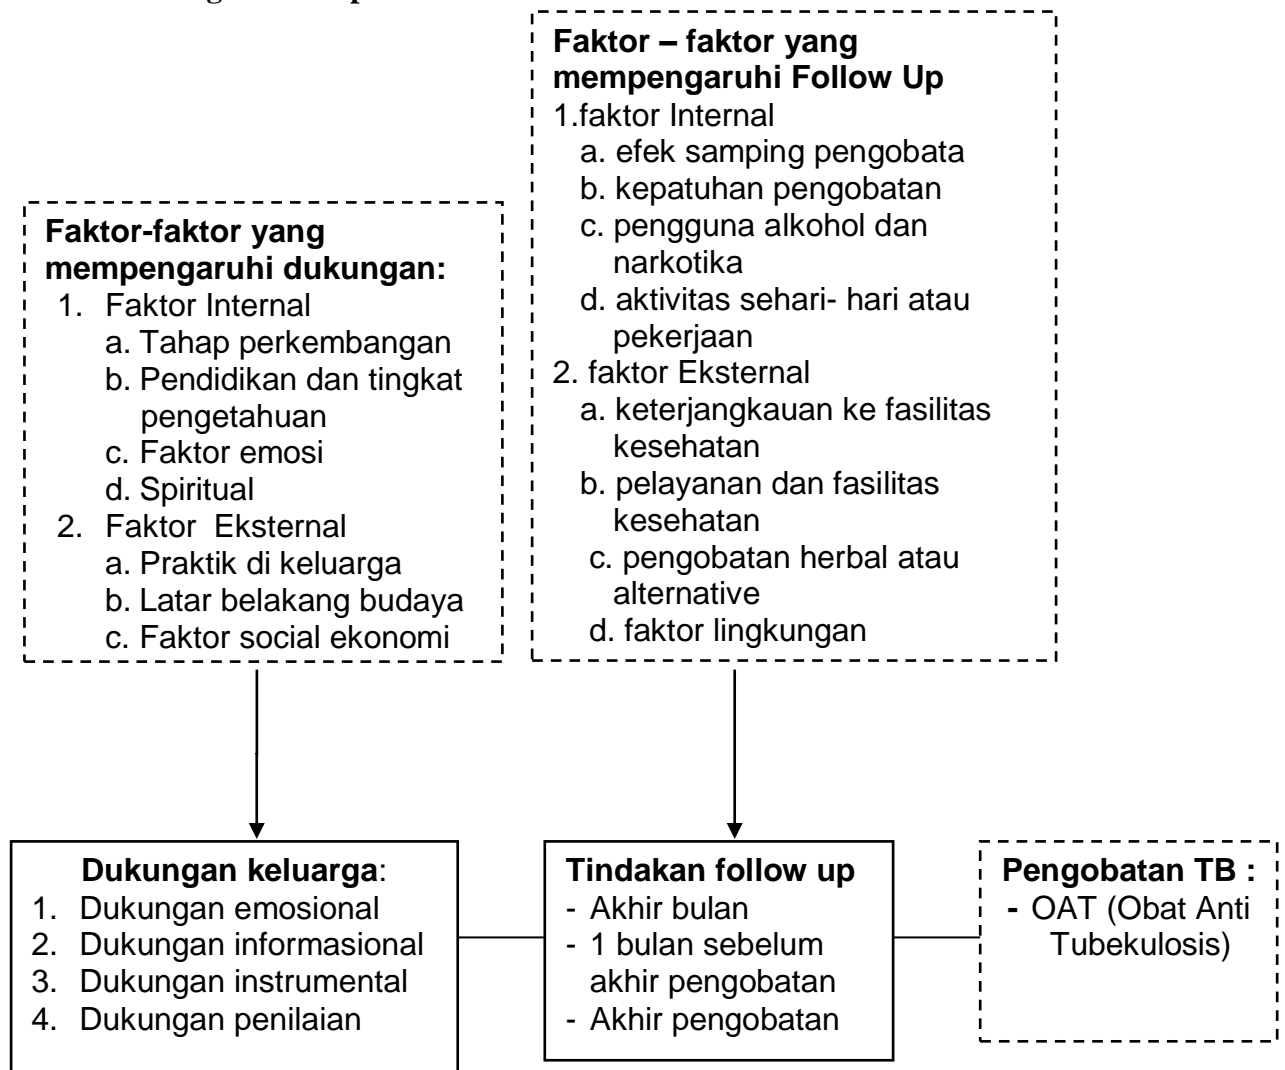 Faktor – faktor yang
mempengaruhi Follow Up
1.faktor Internal
a. efek samping pengobata
b. kepatuhan pengobatan
c. pengguna alkohol dan
narkotika
d. aktivitas sehari- hari atau
pekerjaan
2. faktor Eksternal
a. keterjangkauan ke fasilitas
kesehatan
b. pelayanan dan fasilitas
kesehatan
c. pengobatan herbal atau
alternative
d. faktor lingkungan
Faktor-faktor yang
mempengaruhi dukungan:
1. Faktor Internal
a. Tahap perkembangan
b. Pendidikan dan tingkat
pengetahuan
c. Faktor emosi
d. Spiritual
2. Faktor Eksternal
a. Praktik di keluarga
b. Latar belakang budaya
c. Faktor social ekonomi
Dukungan keluarga:
1. Dukungan emosional
2. Dukungan informasional
3. Dukungan instrumental
4. Dukungan penilaian
Tindakan follow up
- Akhir bulan
- 1 bulan sebelum
akhir pengobatan
- Akhir pengobatan
Pengobatan TB :
- OAT (Obat Anti
Tubekulosis)